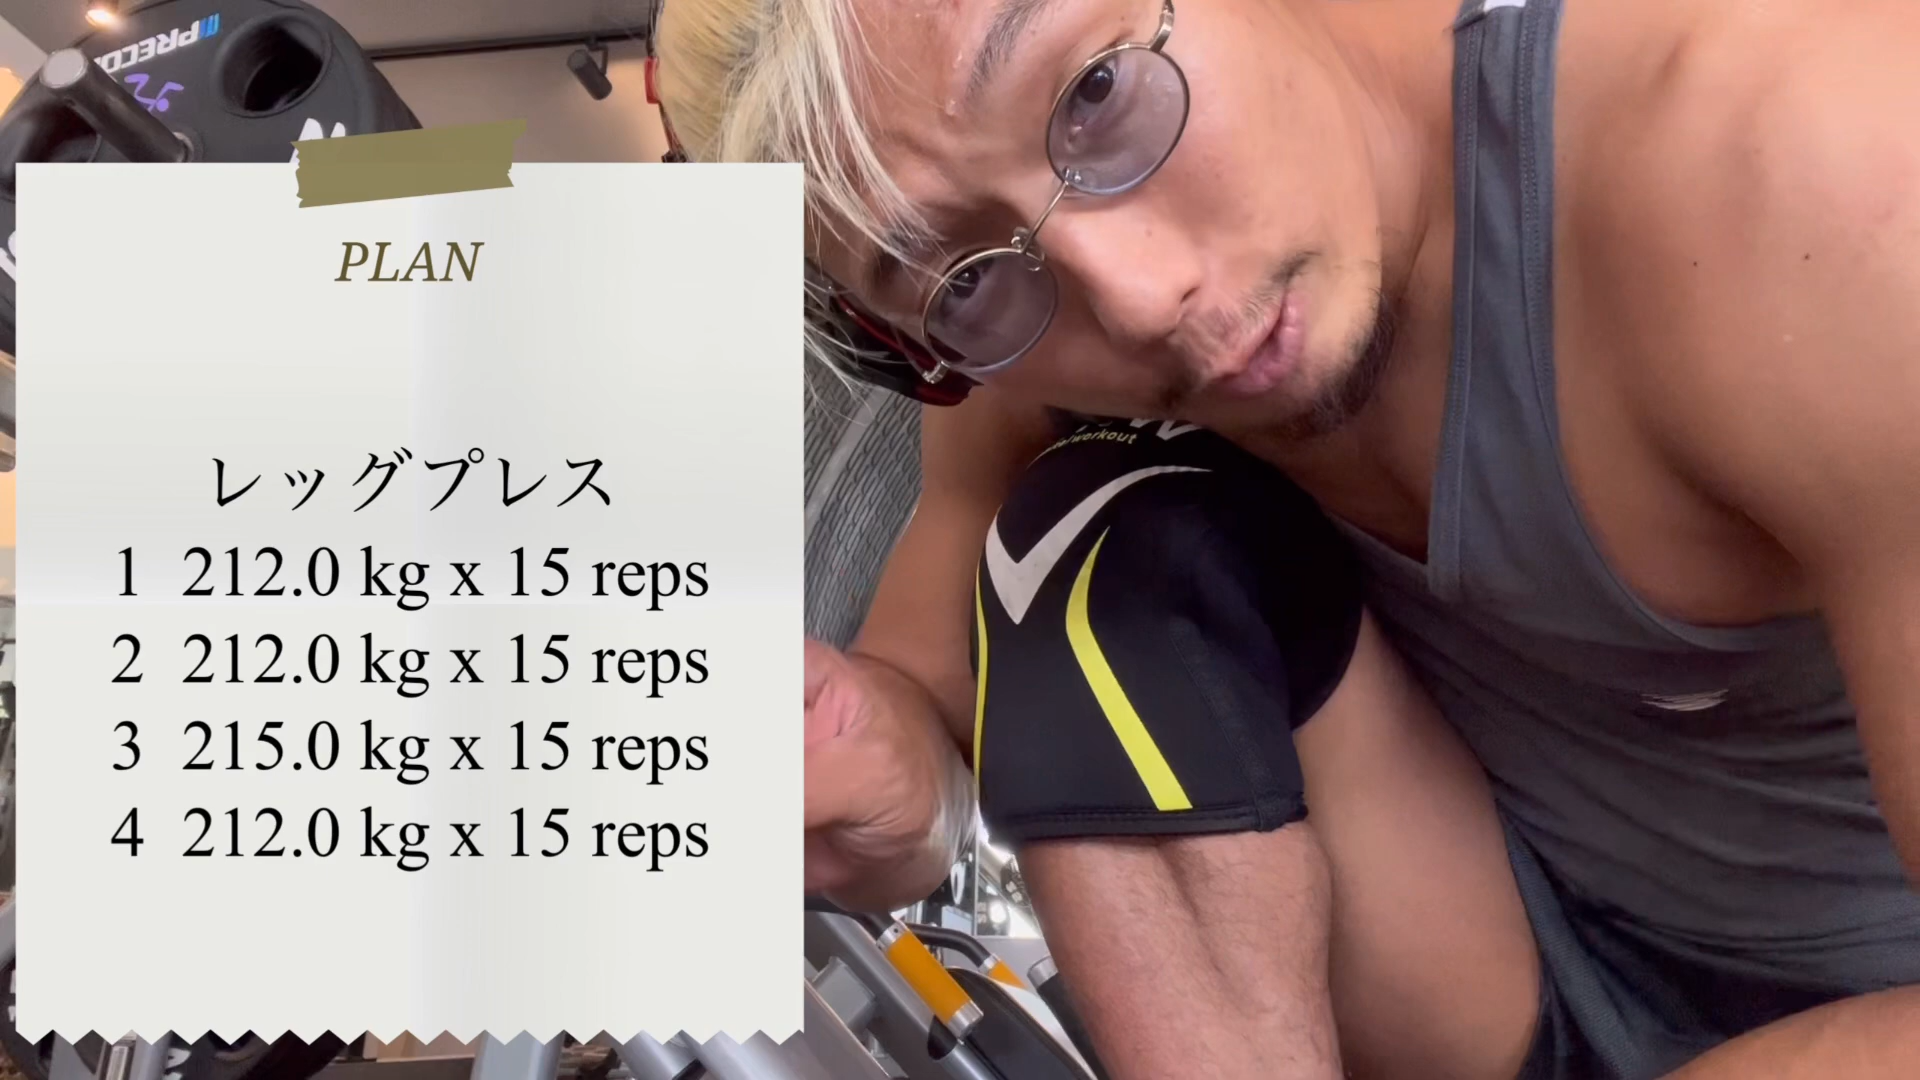 PLAN
レッグプレス
1 212.0 kg x 15 reps
2 212.0 kg x 15 reps
3 215.0 kg x 15 reps
4 212.0 kg x 15 reps
workout